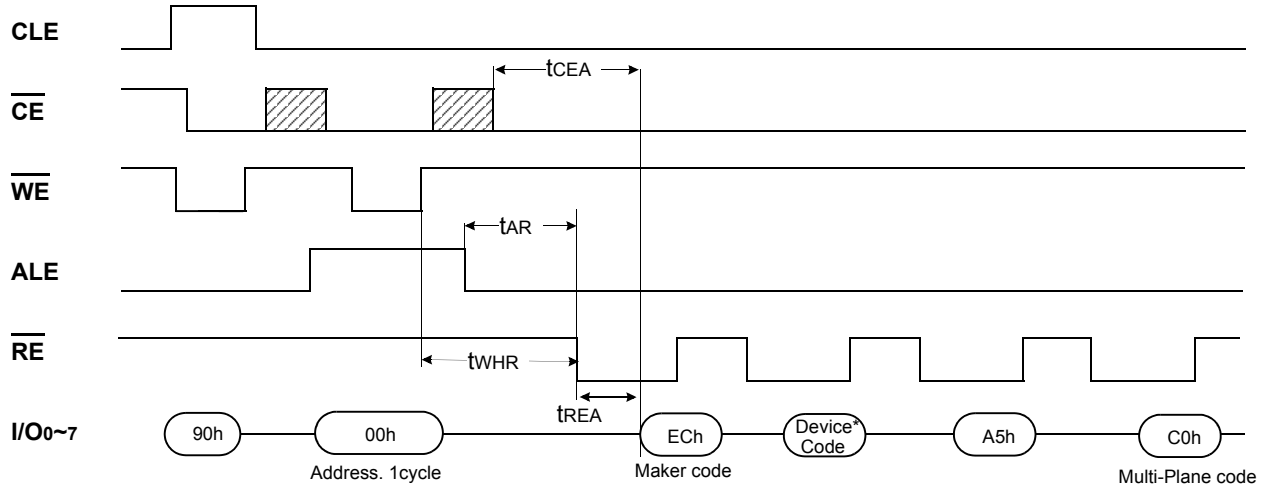 CLE
tCEA
CE
WE
tAR
ALE
RE
tWHR
tREA
I/O0~7
90h
00h
ECh
Device*
Code
A5h
C0h
Address. 1cycle
Maker code
Multi-Plane code